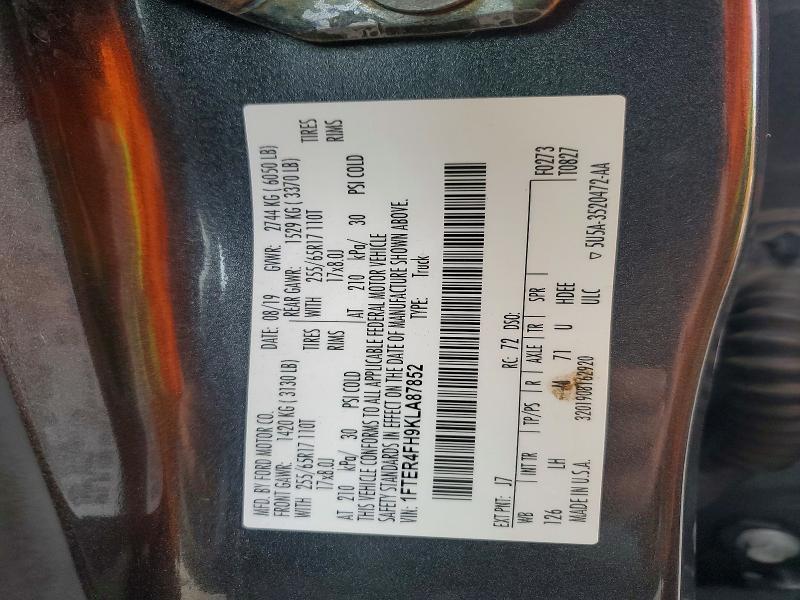 MFD. BY FORD MOTOR CO. DATE: 08/19 GVWR: 2744 KG ( 6050 LB)
FRONT GAWR: 1420 KG ( 3130 LB) REAR GAWR: 1529 KG ( 3370 LB)
WITH 255/65R17 110T TIRES WITH 255/65R17 110T TIRES
17x8.0J RIMS 17x8.0J RIMS
AT 210 kPa/ 30 PSI COLD AT 210 kPa/ 30 PSI COLD
THIS VEHICLE CONFORMS TO ALL APPLICABLE FEDERAL MOTOR VEHICLE
SAFETY STANDARDS IN EFFECT ON THE DATE OF MANUFACTURE SHOWN ABOVE.
VIN: 1FTER4FH9KLA87852 TYPE: Truck
F0273
EXT PNT: J7 RC: 72 DSO: T0827
WB INT TR TP/PS R AXLE TR SPR
126 LH 71 U HDEE ▽ 5U5A-3520472-AA
MADE IN U.S.A. ULC